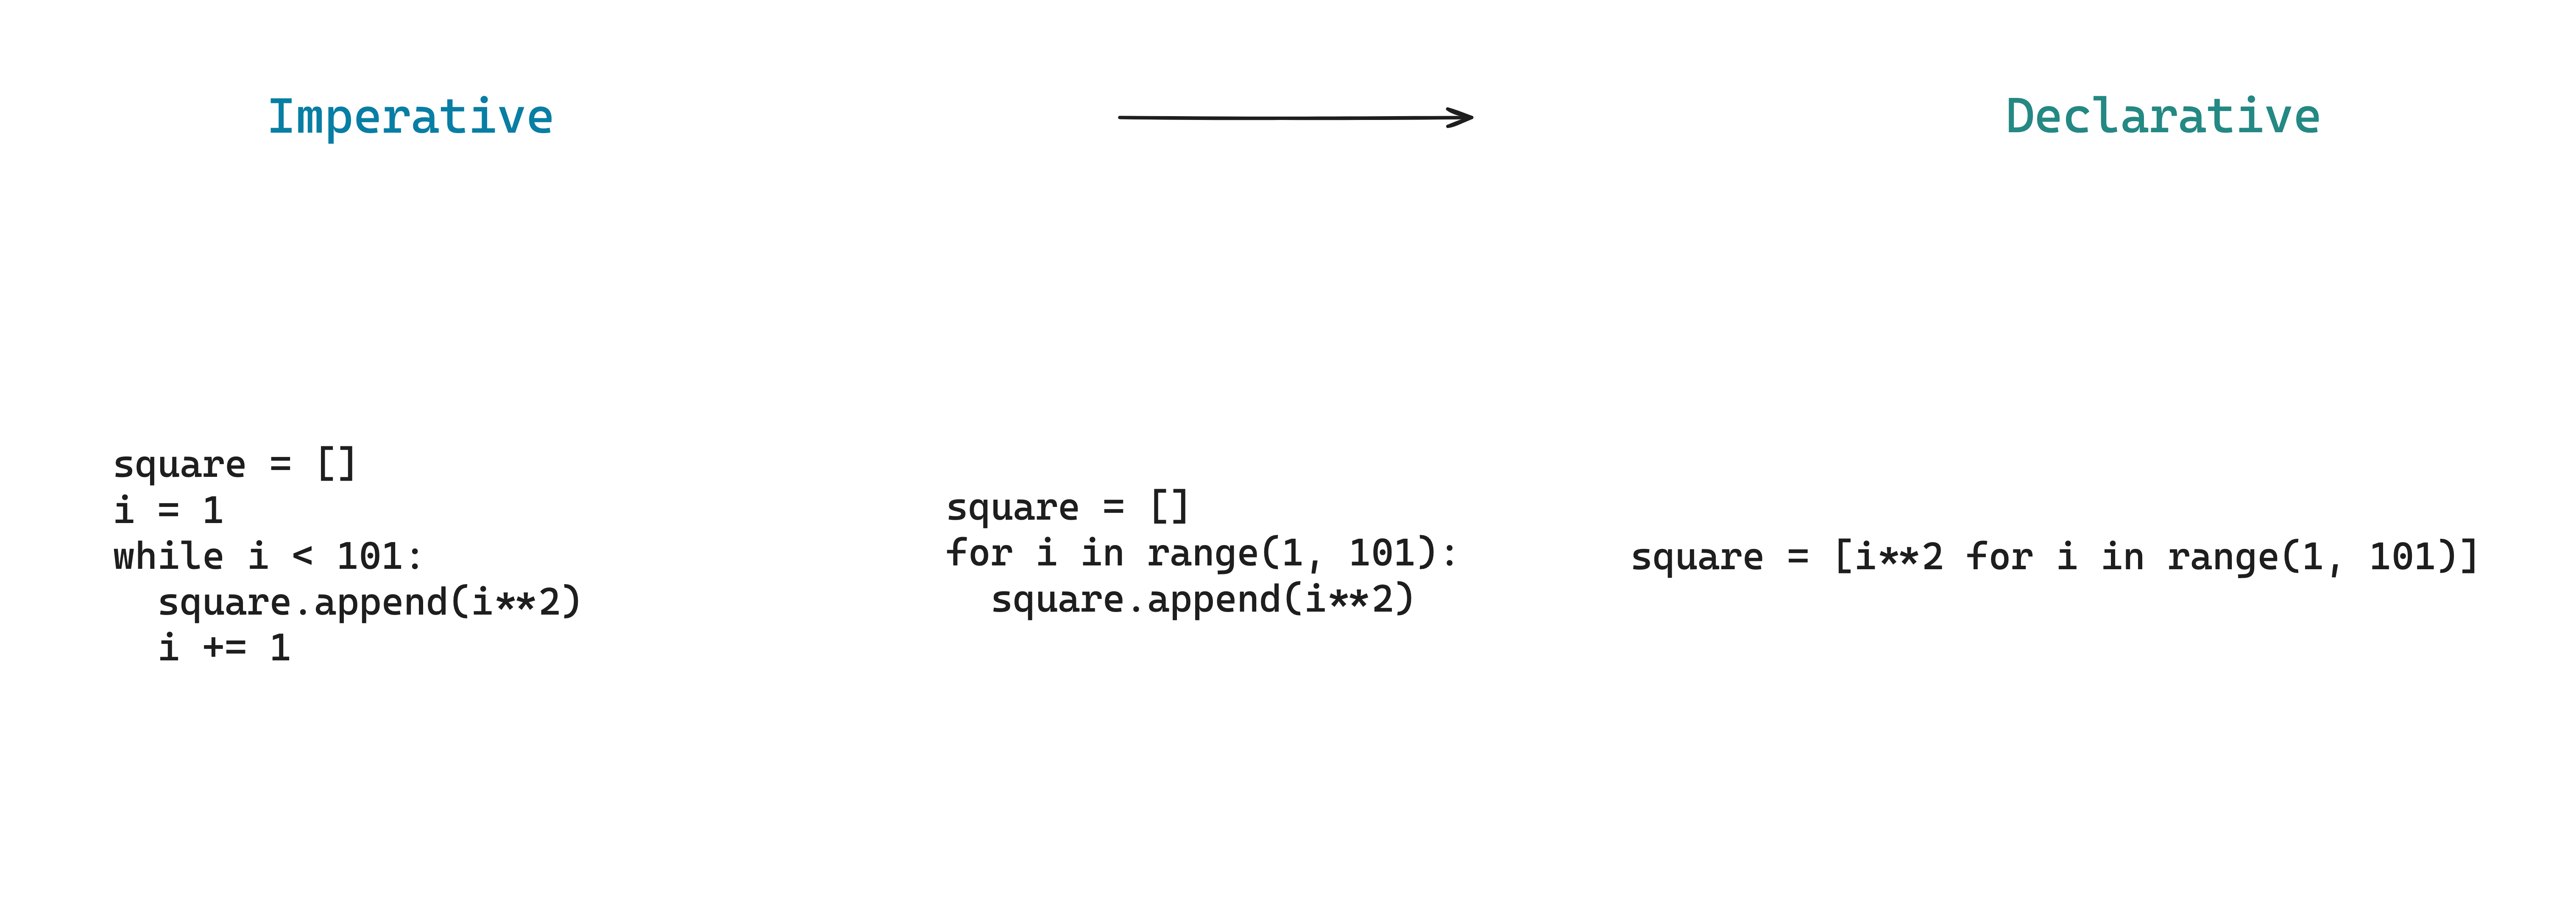 Imperative
Declarative
square = []
i = 1
while i < 101:
  square.append(i**2)
  i += 1
square = []
for i in range(1, 101):
  square.append(i**2)
square = [i**2 for i in range(1, 101)]